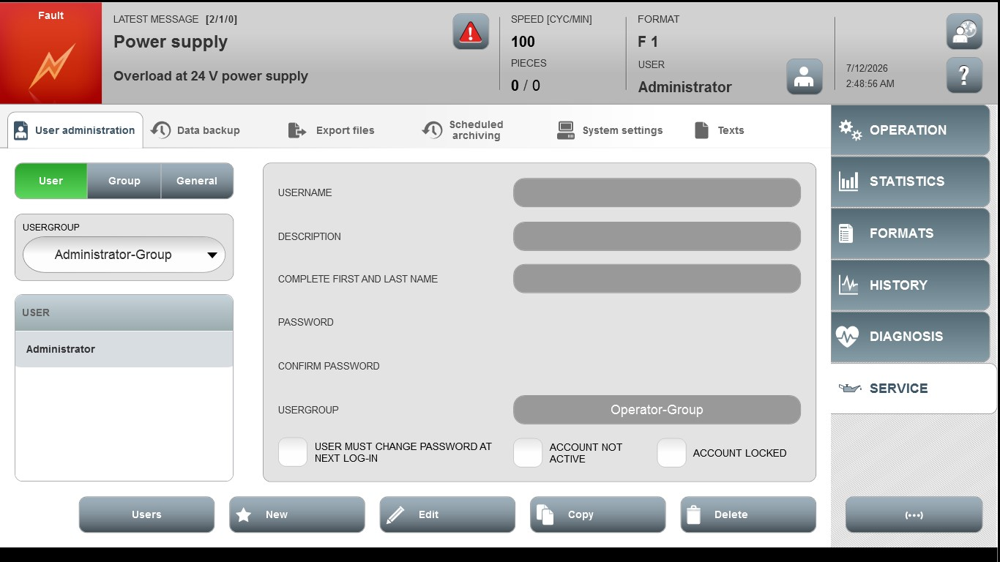 Fault
LATEST MESSAGE [2/1/0]
Power supply
Overload at 24 V power supply
SPEED [CYC/MIN]
100
PIECES
0 / 0
FORMAT
F 1
USER
Administrator
7/12/2026
2:48:56 AM
?
User administration
Data backup
Export files
Scheduled
archiving
System settings
Texts
User
Group
General
USERGROUP
Administrator-Group
USER
Administrator
USERNAME
DESCRIPTION
COMPLETE FIRST AND LAST NAME
PASSWORD
CONFIRM PASSWORD
USERGROUP
Operator-Group
USER MUST CHANGE PASSWORD AT
NEXT LOG-IN
ACCOUNT NOT
ACTIVE
ACCOUNT LOCKED
Users
New
Edit
Copy
Delete
OPERATION
STATISTICS
FORMATS
HISTORY
DIAGNOSIS
SERVICE
(...)